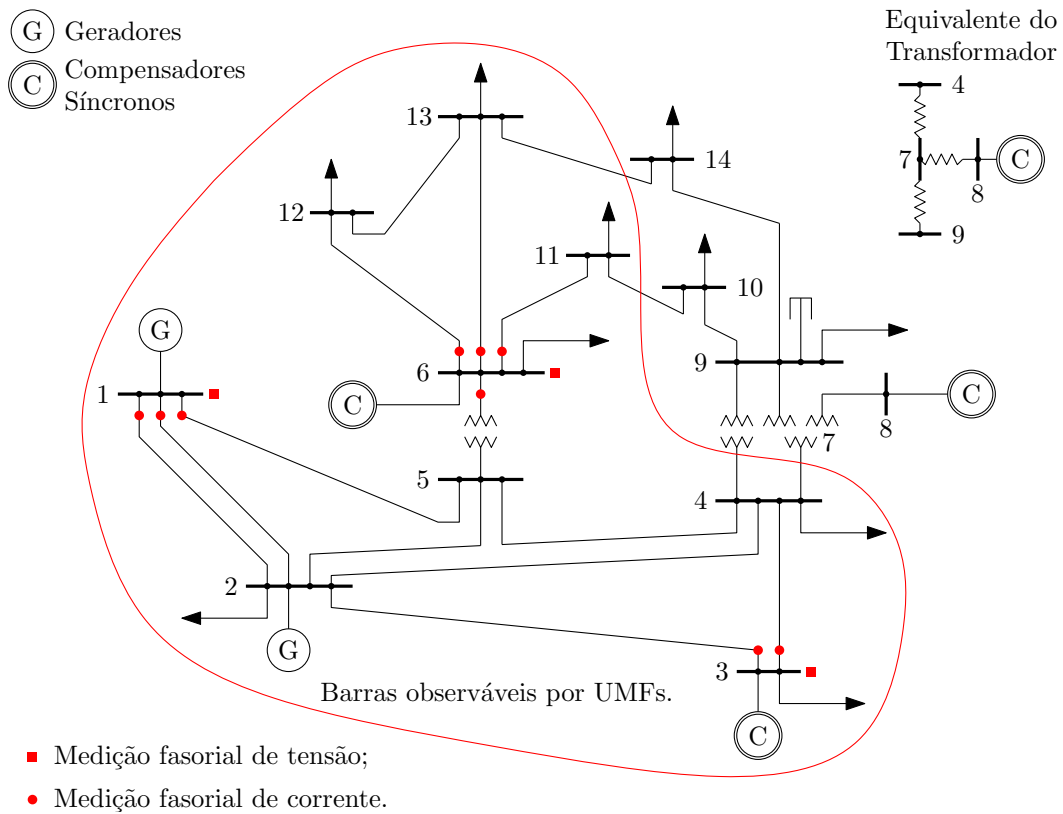 G Geradores
C Compensadores
Síncronos
Equivalente do
Transformador
4
7
C
8
9
13
14
12
11
10
G
1
6
C
9
C
8
7
5
4
2
G
3
C
Barras observáveis por UMFs.
Medição fasorial de tensão;
Medição fasorial de corrente.